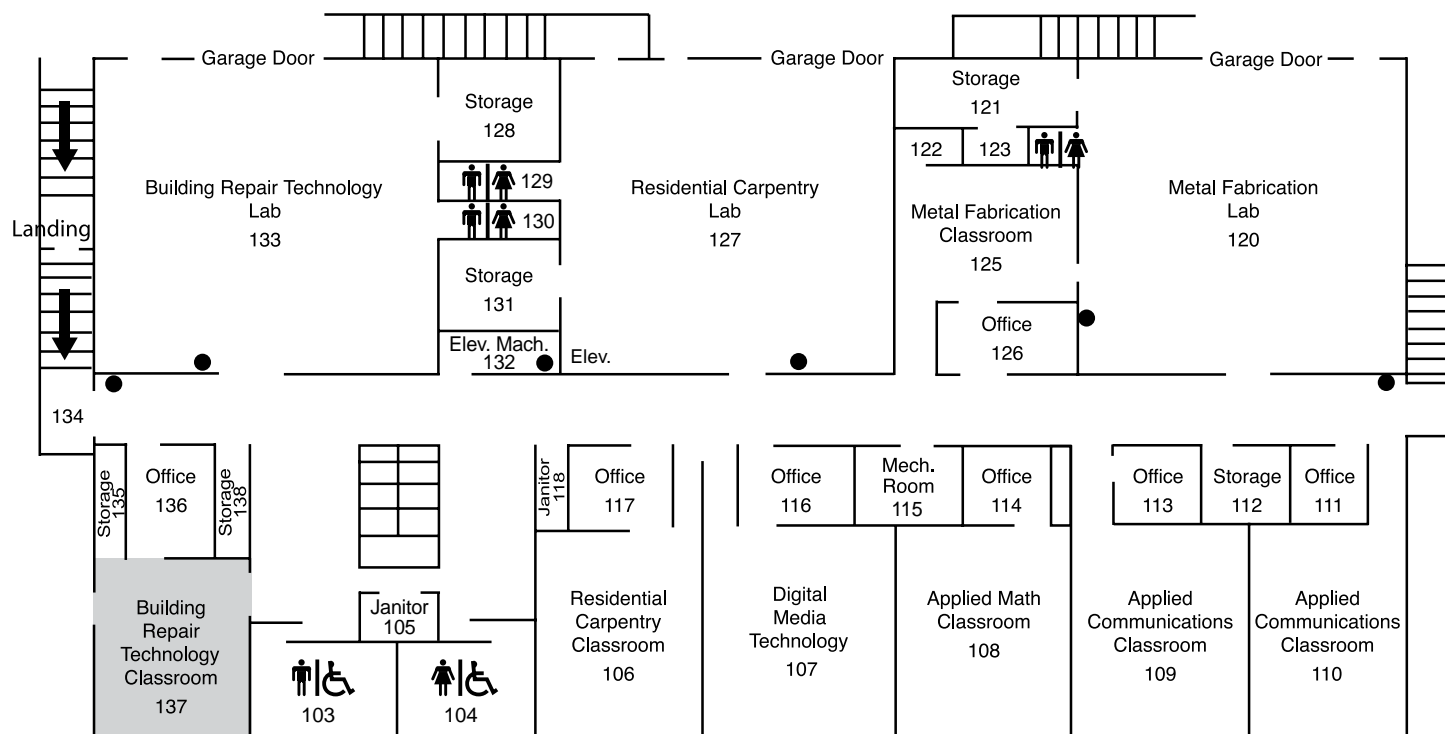 Garage Door
Garage Door
Garage Door
Storage
128
Storage
121
122
123
129
130
Building Repair Technology
Lab
133
Residential Carpentry
Lab
127
Metal Fabrication
Classroom
125
Metal Fabrication
Lab
120
Landing
Storage
131
Office
126
Elev. Mach.
132
Elev.
134
Storage
135
Office
136
Storage
138
Janitor
118
Office
117
Office
116
Mech.
Room
115
Office
114
Office
113
Storage
112
Office
111
Building
Repair
Technology
Classroom
137
Janitor
105
103
104
Residential
Carpentry
Classroom
106
Digital
Media
Technology
107
Applied Math
Classroom
108
Applied
Communications
Classroom
109
Applied
Communications
Classroom
110